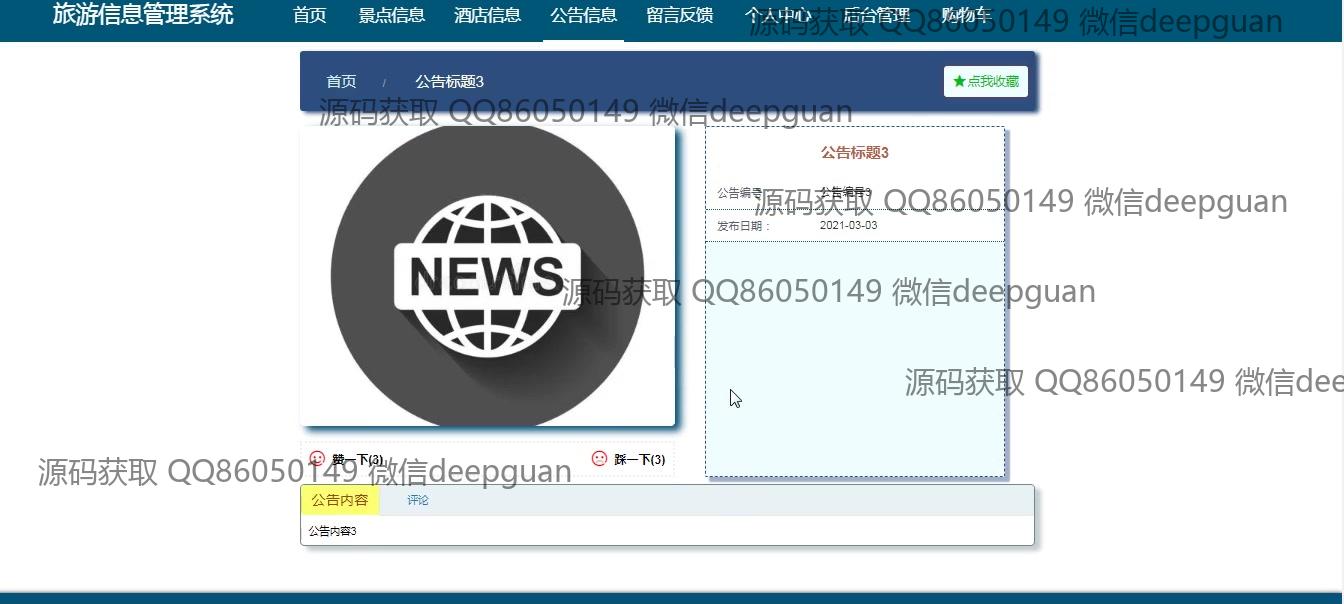 旅游信息管理系统 首页 景点信息 酒店信息 公告信息 留言反馈 个人中心 后台管理 购物车
源码获取 QQ86050149 微信deepguan
首页 / 公告标题3 ★点我收藏
源码获取 QQ86050149 微信deepguan
公告标题3
公告编号： 公告编号3
源码获取 QQ86050149 微信deepguan
发布日期： 2021-03-03
NEWS
源码获取 QQ86050149 微信deepguan
源码获取 QQ86050149 微信dee
赞一下(3) 踩一下(3)
源码获取 QQ86050149 微信deepguan
公告内容 评论
公告内容3